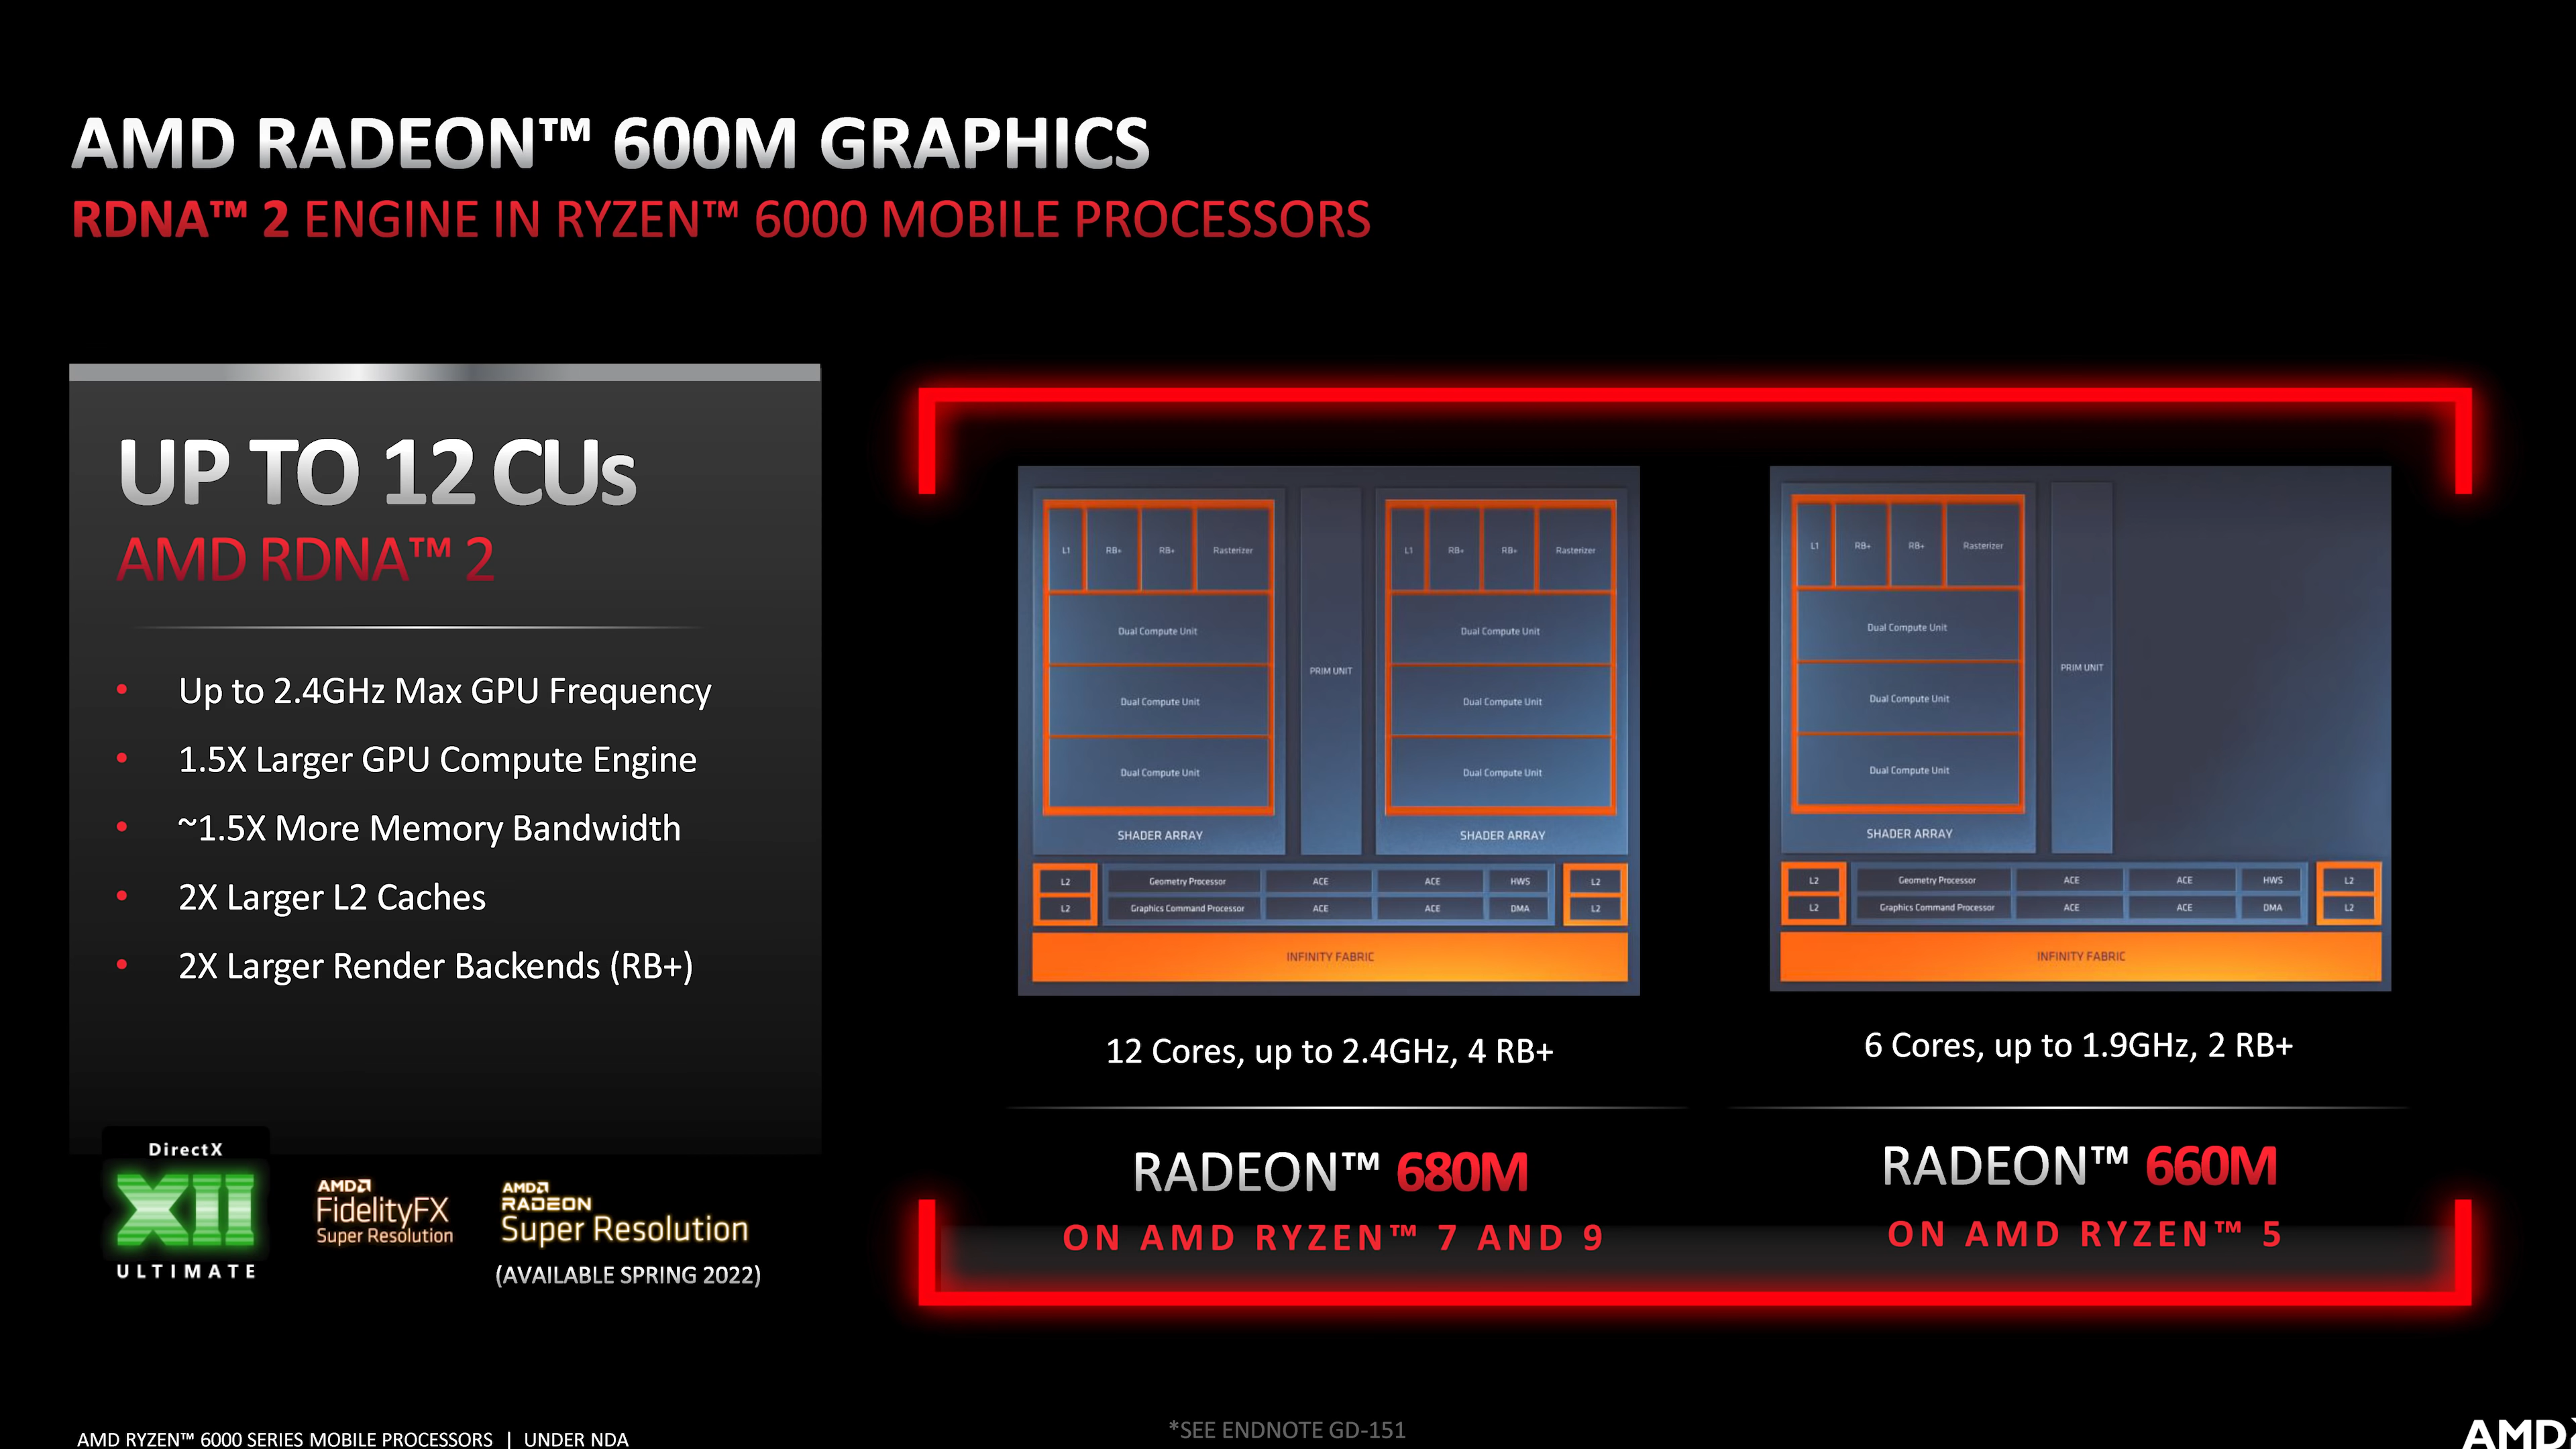 AMD RADEON™ 600M GRAPHICS
RDNA™ 2 ENGINE IN RYZEN™ 6000 MOBILE PROCESSORS
UP TO 12 CUs
AMD RDNA™ 2
• Up to 2.4GHz Max GPU Frequency
• 1.5X Larger GPU Compute Engine
• ~1.5X More Memory Bandwidth
• 2X Larger L2 Caches
• 2X Larger Render Backends (RB+)
DirectX
XII
ULTIMATE
AMD
FidelityFX
Super Resolution
AMD
RADEON
Super Resolution
(AVAILABLE SPRING 2022)
L1 RB+ RB+ Rasterizer
Dual Compute Unit
Dual Compute Unit
Dual Compute Unit
SHADER ARRAY
PRIM UNIT
L1 RB+ RB+ Rasterizer
Dual Compute Unit
Dual Compute Unit
Dual Compute Unit
SHADER ARRAY
L2 Geometry Processor ACE ACE HWS L2
L2 Graphics Command Processor ACE ACE DMA L2
INFINITY FABRIC
12 Cores, up to 2.4GHz, 4 RB+
RADEON™ 680M
ON AMD RYZEN™ 7 AND 9
L1 RB+ RB+ Rasterizer
Dual Compute Unit
Dual Compute Unit
Dual Compute Unit
SHADER ARRAY
PRIM UNIT
L2 Geometry Processor ACE ACE HWS L2
L2 Graphics Command Processor ACE ACE DMA L2
INFINITY FABRIC
6 Cores, up to 1.9GHz, 2 RB+
RADEON™ 660M
ON AMD RYZEN™ 5
AMD RYZEN™ 6000 SERIES MOBILE PROCESSORS | UNDER NDA
*SEE ENDNOTE GD-151
AMD